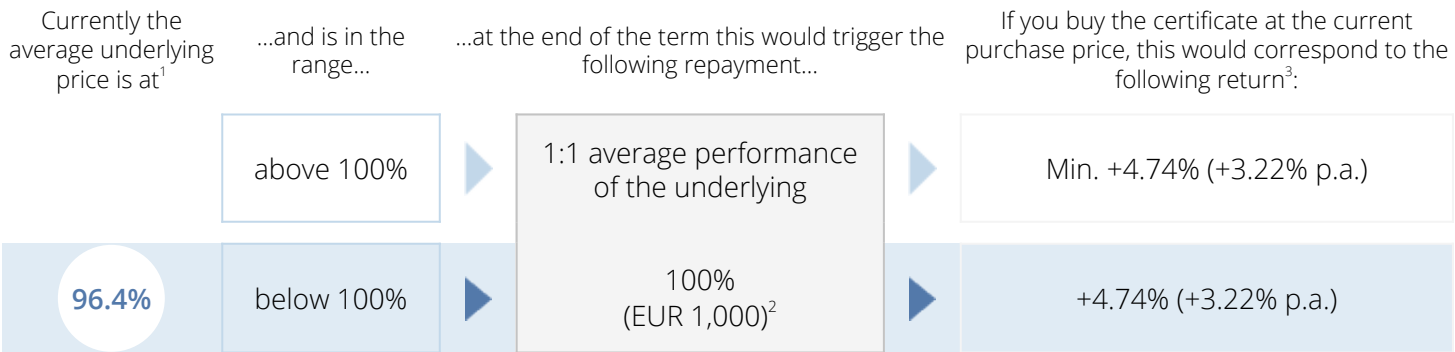 Currently the
average underlying
price is at¹
...and is in the
range...
...at the end of the term this would trigger the
following repayment...
If you buy the certificate at the current
purchase price, this would correspond to the
following return³:
above 100%
1:1 average performance
of the underlying
Min. +4.74% (+3.22% p.a.)
96.4%
below 100%
100%
(EUR 1,000)²
+4.74% (+3.22% p.a.)